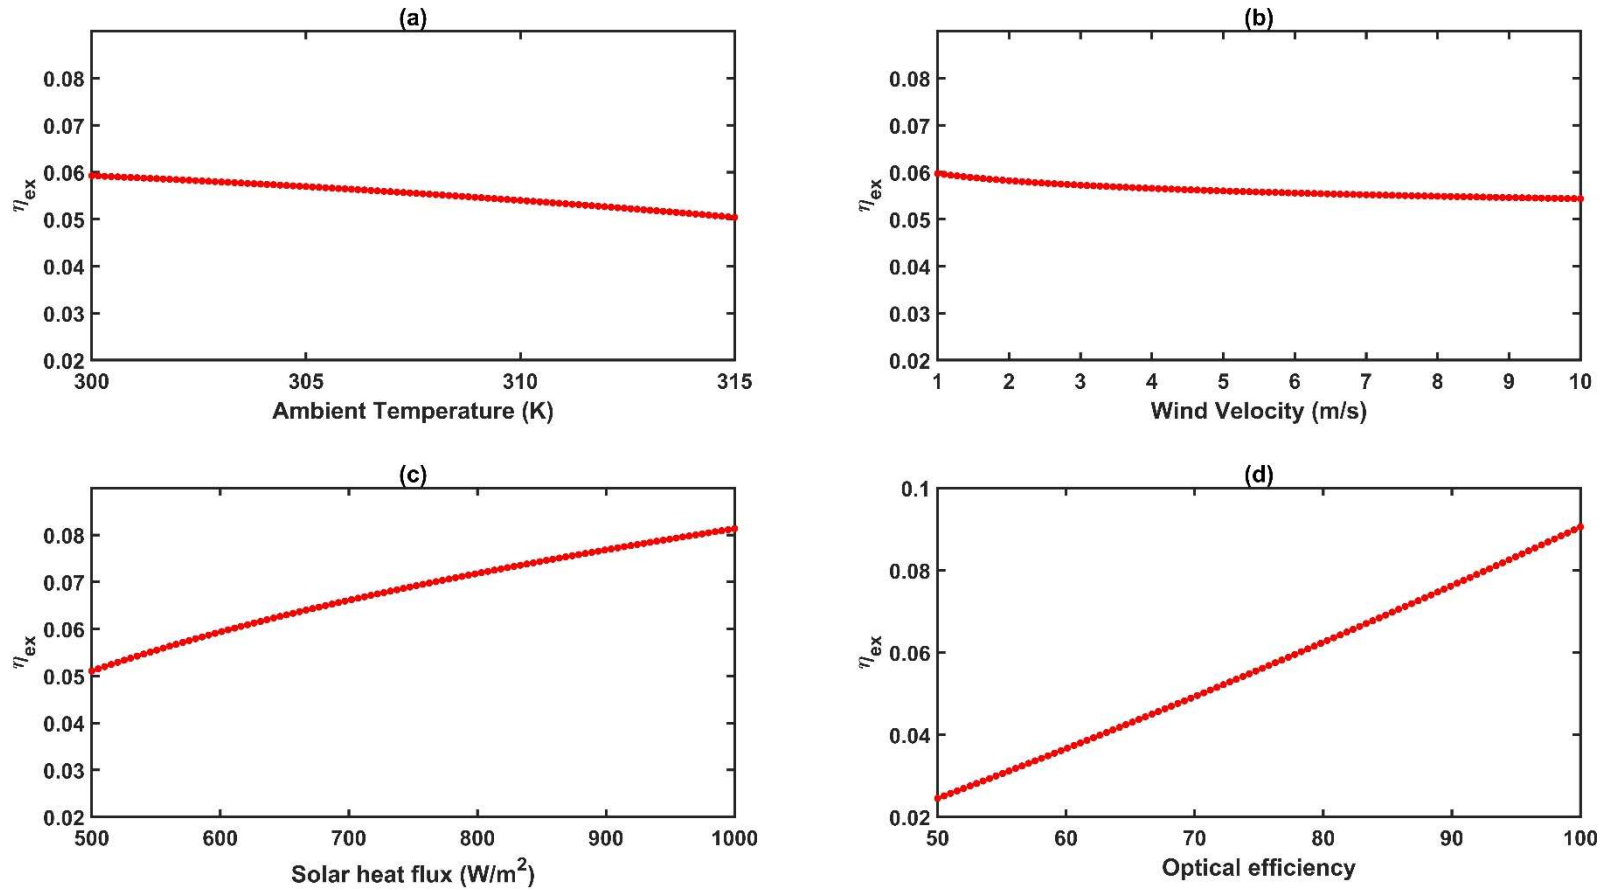 (a)
0.08
0.07
0.06
0.05
0.04
0.03
0.02
η_ex
300 305 310 315
Ambient Temperature (K)
(b)
0.08
0.07
0.06
0.05
0.04
0.03
0.02
η_ex
1 2 3 4 5 6 7 8 9 10
Wind Velocity (m/s)
(c)
0.08
0.07
0.06
0.05
0.04
0.03
0.02
η_ex
500 600 700 800 900 1000
Solar heat flux (W/m²)
(d)
0.1
0.08
0.06
0.04
0.02
η_ex
50 60 70 80 90 100
Optical efficiency